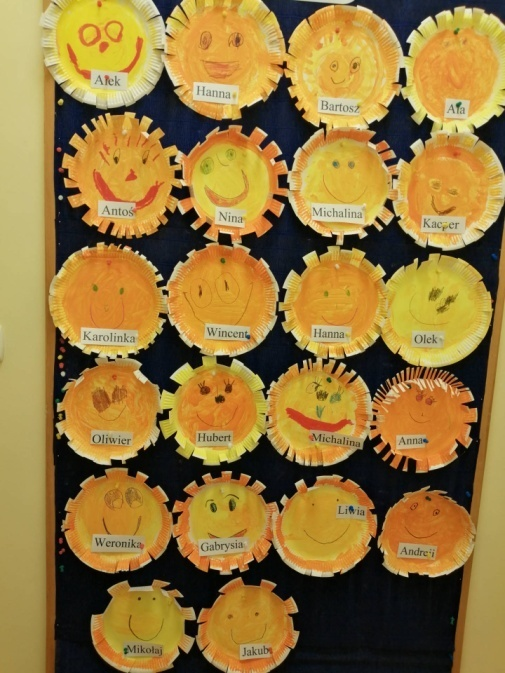 Alek
Hanna
Bartosz
Ala
Antoś
Nina
Michalina
Kacper
Karolinka
Wincent
Hanna
Olek
Oliwier
Hubert
Michalina
Anna
Weronika
Gabrysia
Liwia
Andreji
Mikołaj
Jakub